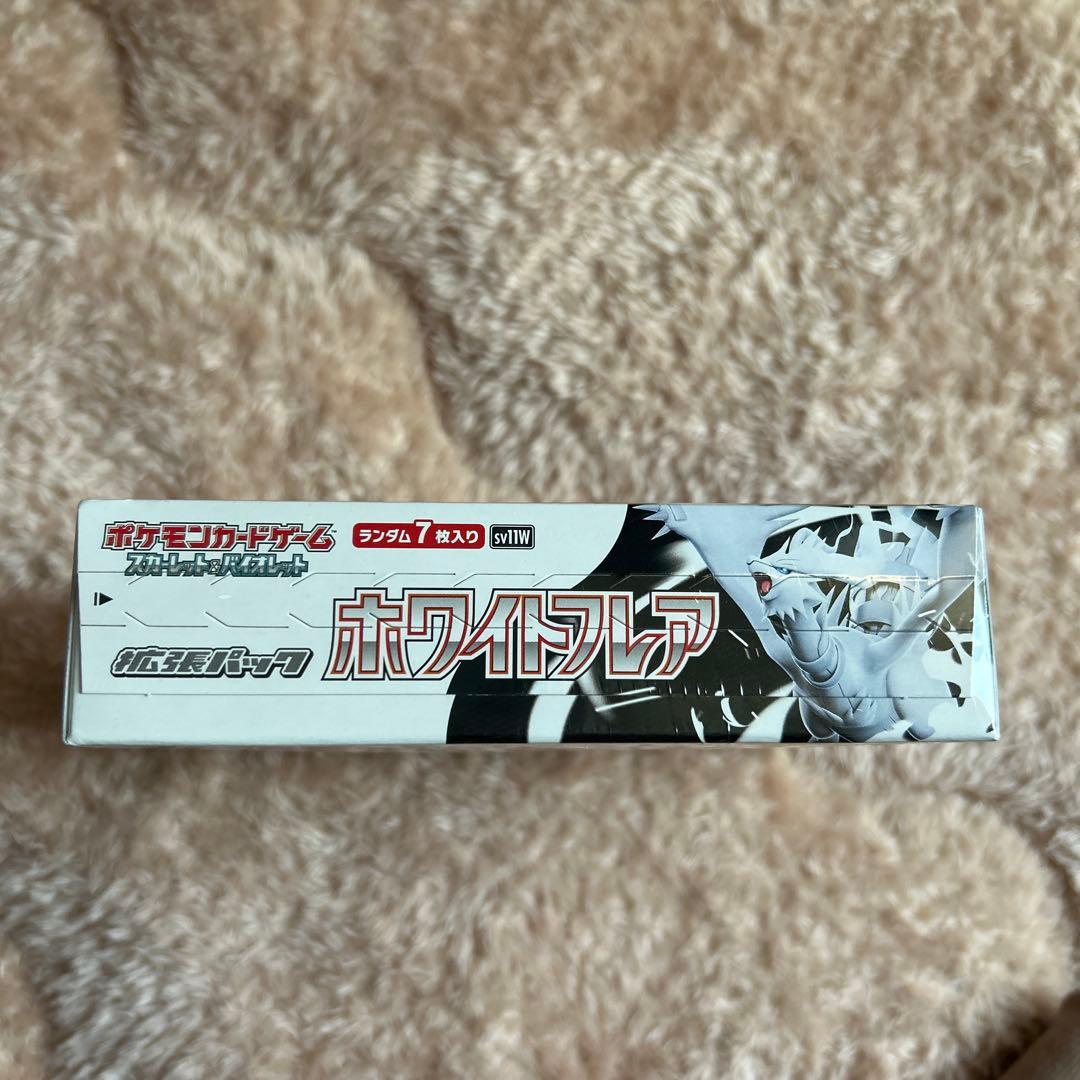 ポケモンカードゲーム
スカーレット&バイオレット
ランダム7枚入り
sv11W
拡張パック
ホワイトフレア